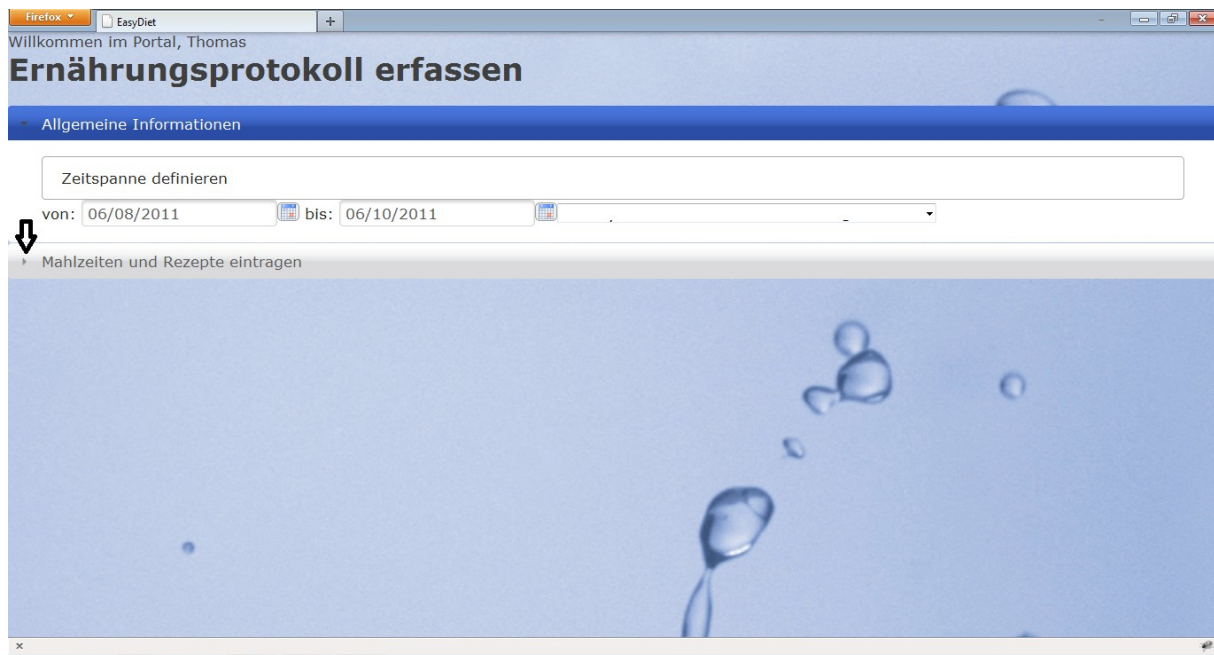 Firefox
EasyDiet
Willkommen im Portal, Thomas
Ernährungsprotokoll erfassen
Allgemeine Informationen
Zeitspanne definieren
von: 06/08/2011 bis: 06/10/2011
Mahlzeiten und Rezepte eintragen